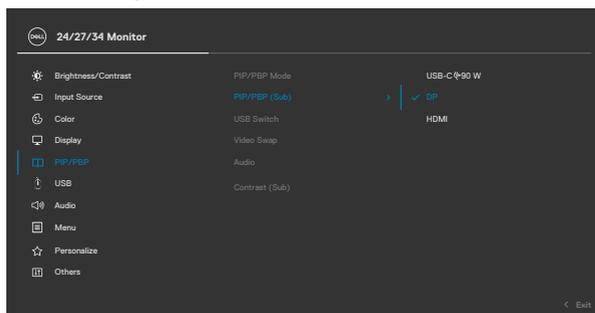 DELL 24/27/34 Monitor
Brightness/Contrast PIP/PBP Mode USB-C 90 W
Input Source PIP/PBP (Sub) DP
Color USB Switch HDMI
Display Video Swap
PIP/PBP Audio
USB Contrast (Sub)
Audio
Menu
Personalize
Others
Exit